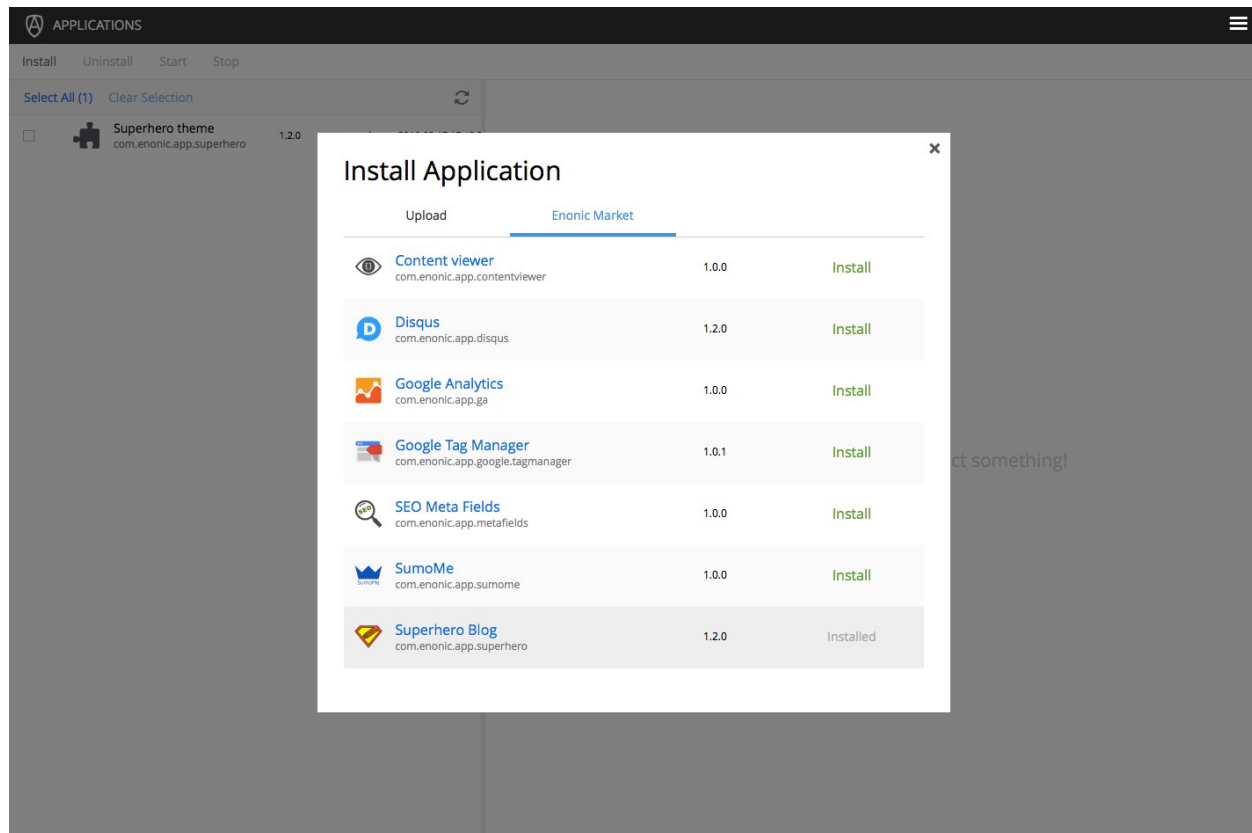 APPLICATIONS
Install Uninstall Start Stop
Select All (1) Clear Selection
Superhero theme
com.enonic.app.superhero
1.2.0
Install Application
Upload Enonic Market
Content viewer
com.enonic.app.contentviewer
1.0.0 Install
Disqus
com.enonic.app.disqus
1.2.0 Install
Google Analytics
com.enonic.app.ga
1.0.0 Install
Google Tag Manager
com.enonic.app.google.tagmanager
1.0.1 Install
SEO
SEO Meta Fields
com.enonic.app.metafields
1.0.0 Install
SumoMe
SumoMe
com.enonic.app.sumome
1.0.0 Install
Superhero Blog
com.enonic.app.superhero
1.2.0 Installed
ct something!